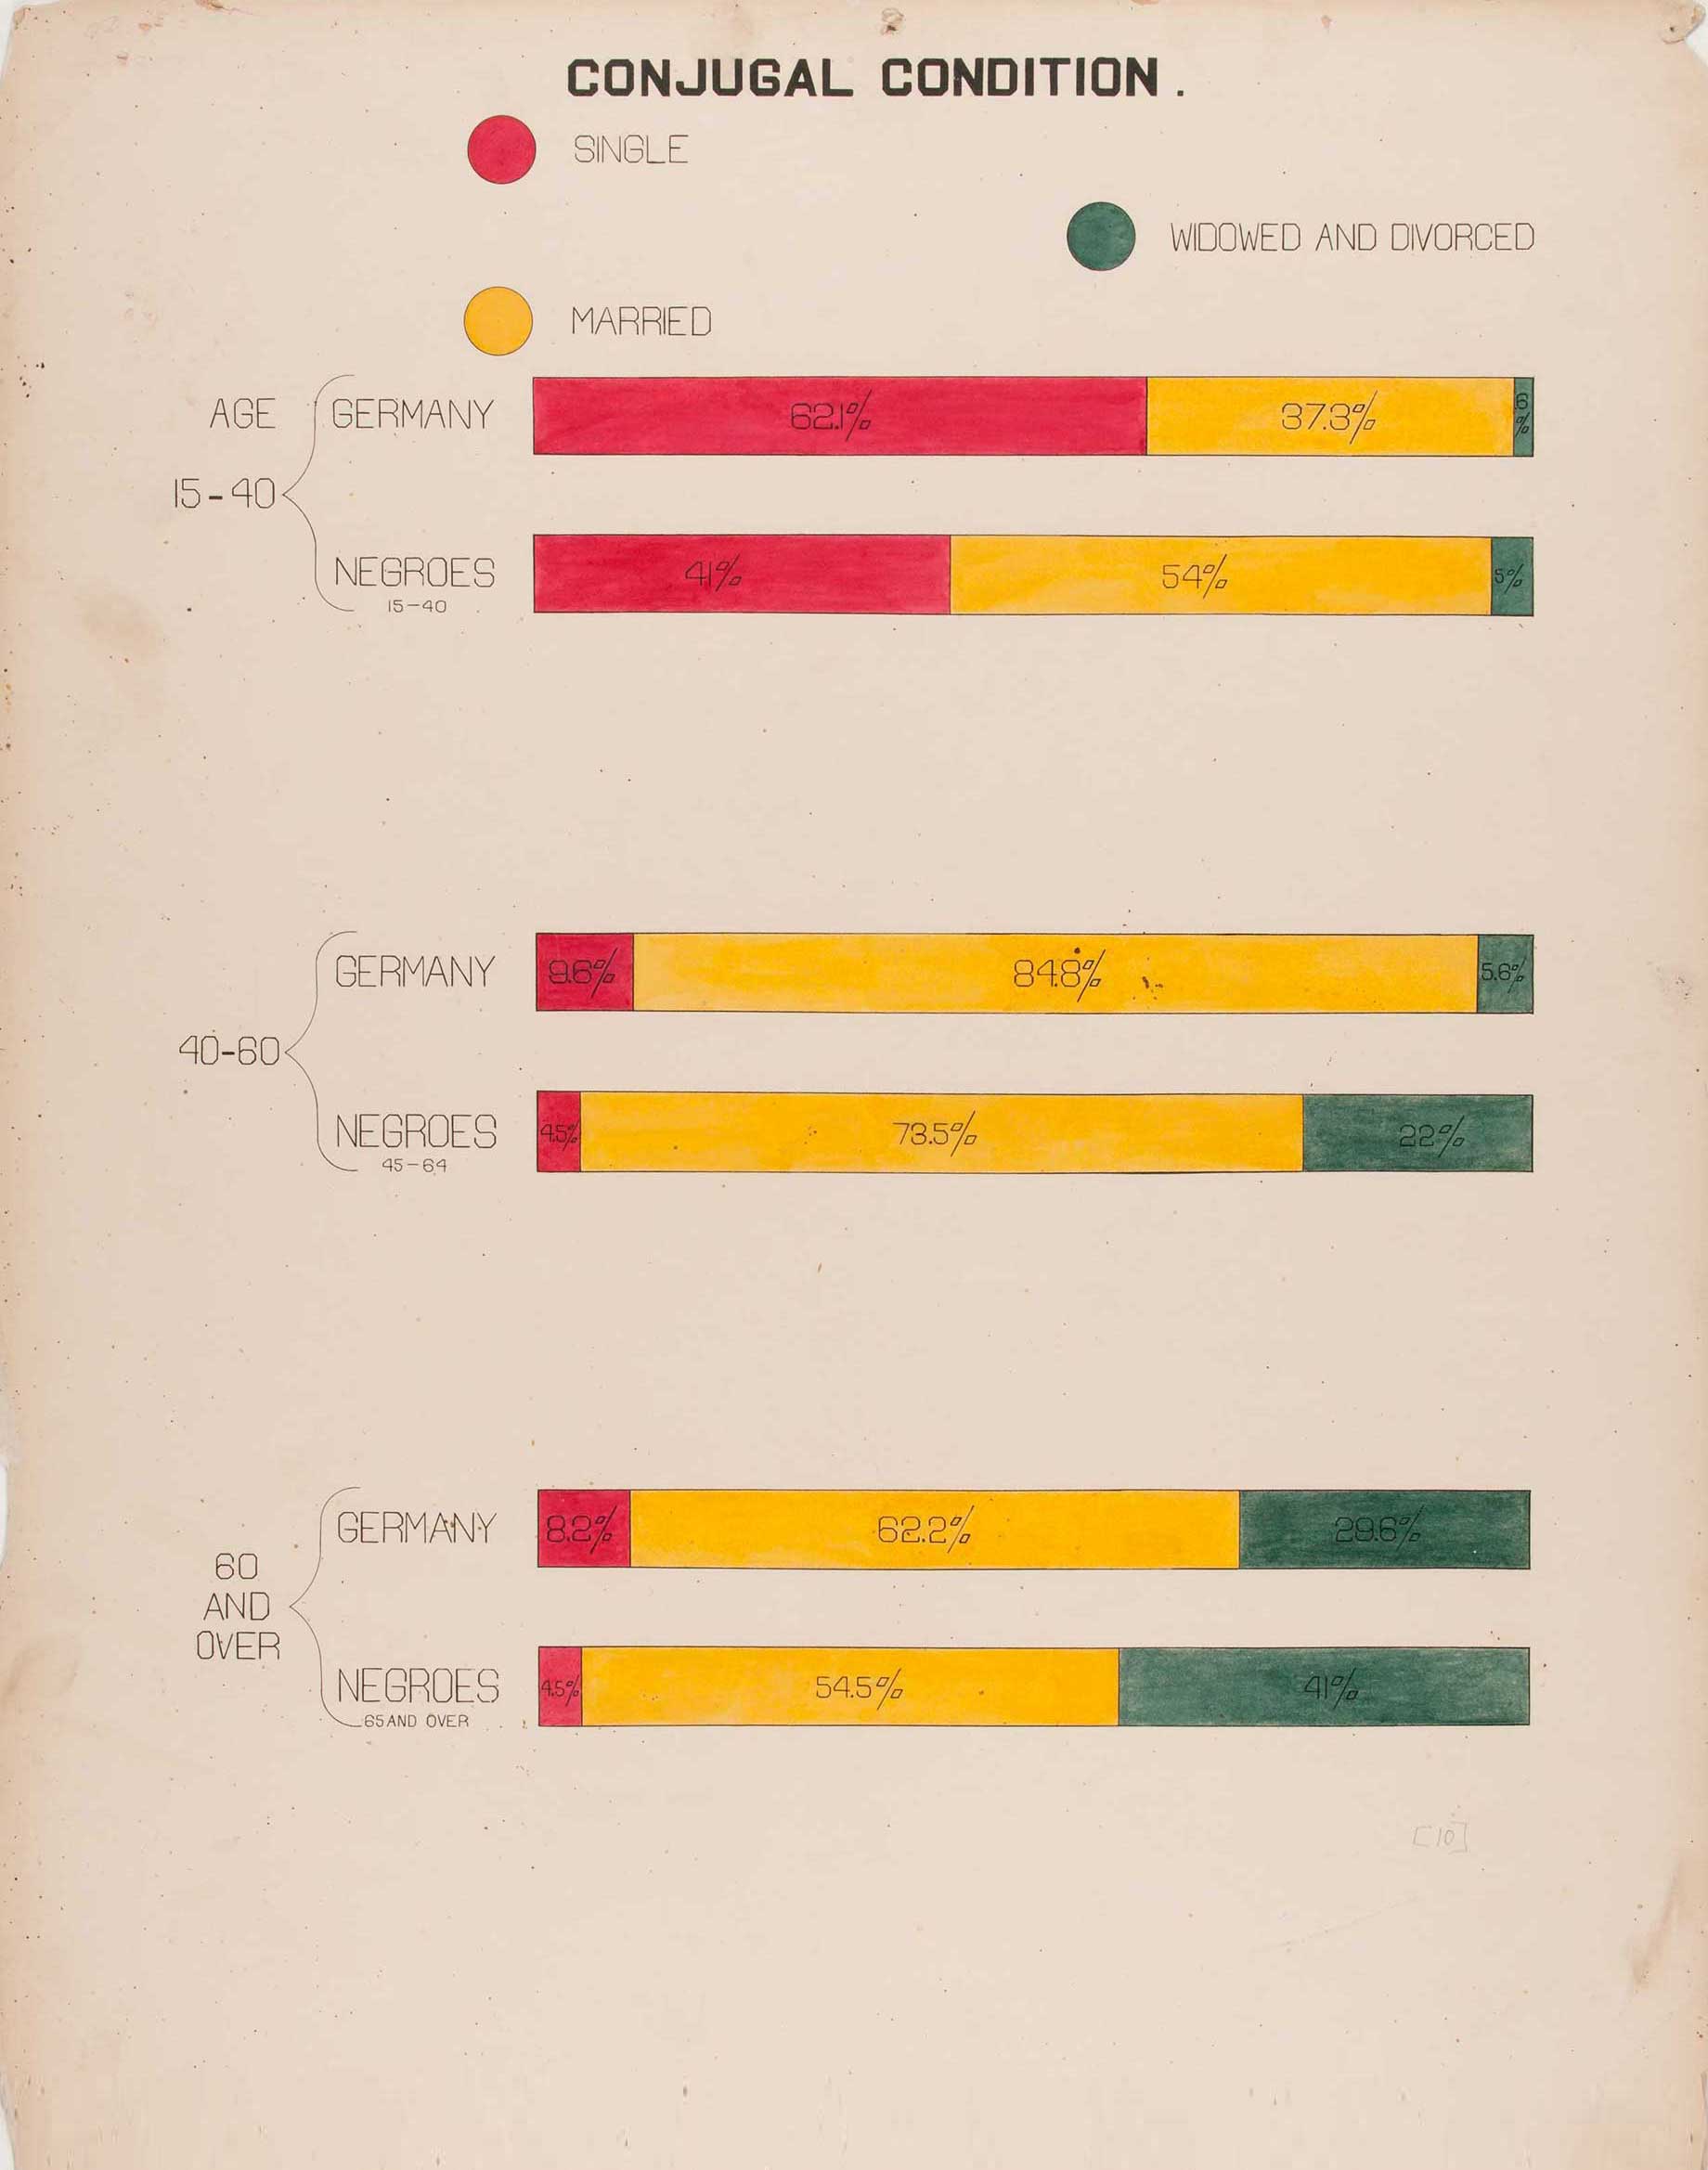 CONJUGAL CONDITION.
SINGLE
WIDOWED AND DIVORCED
MARRIED
AGE
15-40
GERMANY
62.1%
37.3%
.6%
NEGROES
15-40
41%
54%
5%
40-60
GERMANY
9.6%
84.8%
5.6%
NEGROES
45-64
4.5%
73.5%
22%
60
AND
OVER
GERMANY
8.2%
62.2%
29.6%
NEGROES
65 AND OVER
4.5%
54.5%
41%
[10]